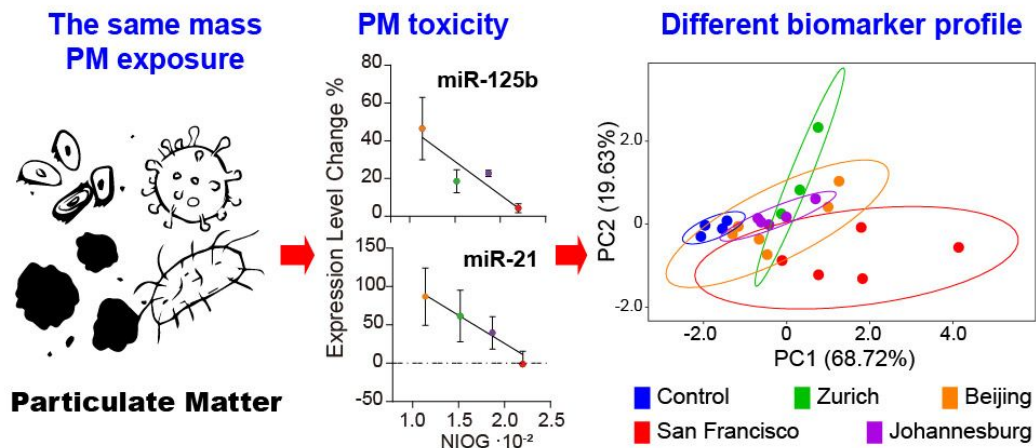 The same mass
PM exposure
Particulate Matter
PM toxicity
Expression Level Change %
miR-125b
80
60
40
20
0
miR-21
150
100
50
0
-50
1.0
1.5
2.0
2.5
NIOG ·10⁻²
Different biomarker profile
PC2 (19.63%)
2.0
0
-2.0
-2.0
0
2.0
4.0
PC1 (68.72%)
Control
Zurich
Beijing
San Francisco
Johannesburg